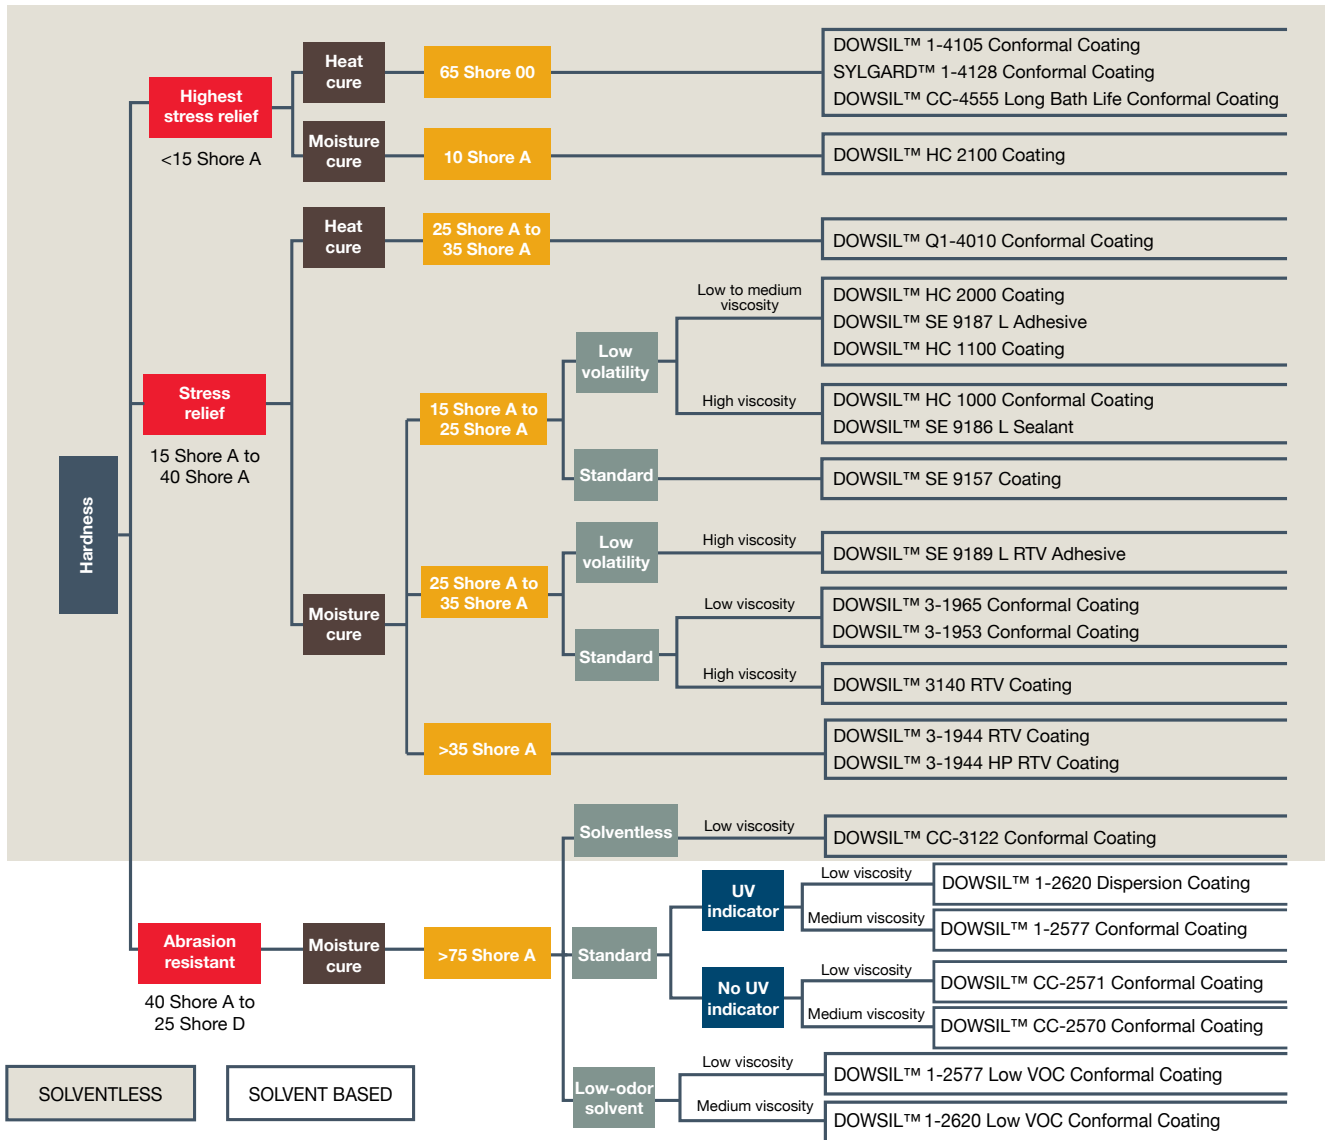 Hardness
Highest
stress relief
<15 Shore A
Heat
cure
65 Shore 00
DOWSIL™ 1-4105 Conformal Coating
SYLGARD™ 1-4128 Conformal Coating
DOWSIL™ CC-4555 Long Bath Life Conformal Coating
Moisture
cure
10 Shore A
DOWSIL™ HC 2100 Coating
Stress
relief
15 Shore A to
40 Shore A
Heat
cure
25 Shore A to
35 Shore A
DOWSIL™ Q1-4010 Conformal Coating
Moisture
cure
15 Shore A to
25 Shore A
Low
volatility
Low to medium
viscosity
DOWSIL™ HC 2000 Coating
DOWSIL™ SE 9187 L Adhesive
DOWSIL™ HC 1100 Coating
High viscosity
DOWSIL™ HC 1000 Conformal Coating
DOWSIL™ SE 9186 L Sealant
Standard
DOWSIL™ SE 9157 Coating
25 Shore A to
35 Shore A
Low
volatility
High viscosity
DOWSIL™ SE 9189 L RTV Adhesive
Standard
Low viscosity
DOWSIL™ 3-1965 Conformal Coating
DOWSIL™ 3-1953 Conformal Coating
High viscosity
DOWSIL™ 3140 RTV Coating
>35 Shore A
DOWSIL™ 3-1944 RTV Coating
DOWSIL™ 3-1944 HP RTV Coating
Abrasion
resistant
40 Shore A to
25 Shore D
Moisture
cure
>75 Shore A
Solventless
Low viscosity
DOWSIL™ CC-3122 Conformal Coating
Standard
UV
indicator
Low viscosity
DOWSIL™ 1-2620 Dispersion Coating
Medium viscosity
DOWSIL™ 1-2577 Conformal Coating
No UV
indicator
Low viscosity
DOWSIL™ CC-2571 Conformal Coating
Medium viscosity
DOWSIL™ CC-2570 Conformal Coating
Low-odor
solvent
Low viscosity
DOWSIL™ 1-2577 Low VOC Conformal Coating
Medium viscosity
DOWSIL™ 1-2620 Low VOC Conformal Coating
SOLVENTLESS
SOLVENT BASED